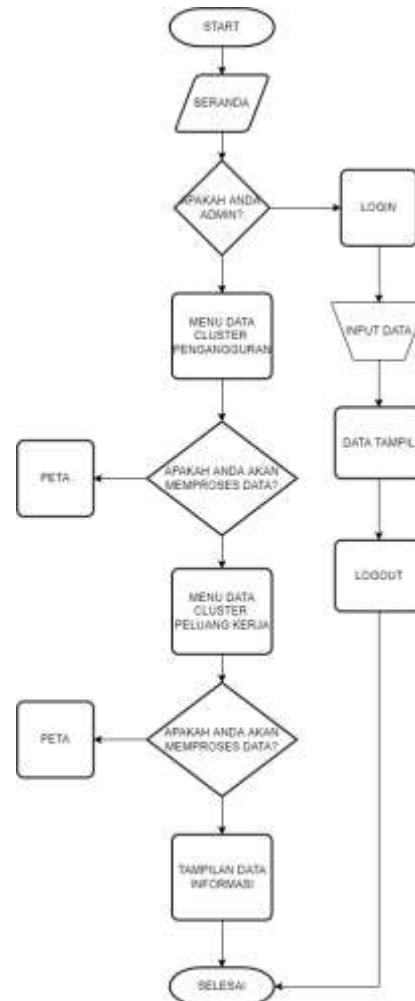 START
BERANDA
APAKAH ANDA
ADMIN?
LOGIN
MENU DATA
CLUSTER
PENGANGGURAN
INPUT DATA
APAKAH ANDA AKAN
MEMPROSES DATA?
PETA
DATA TAMPIL
MENU DATA
CLUSTER
PELUANG KERJA
LOGOUT
APAKAH ANDA AKAN
MEMPROSES DATA?
PETA
TAMPILAN DATA
INFORMASI
SELESAI